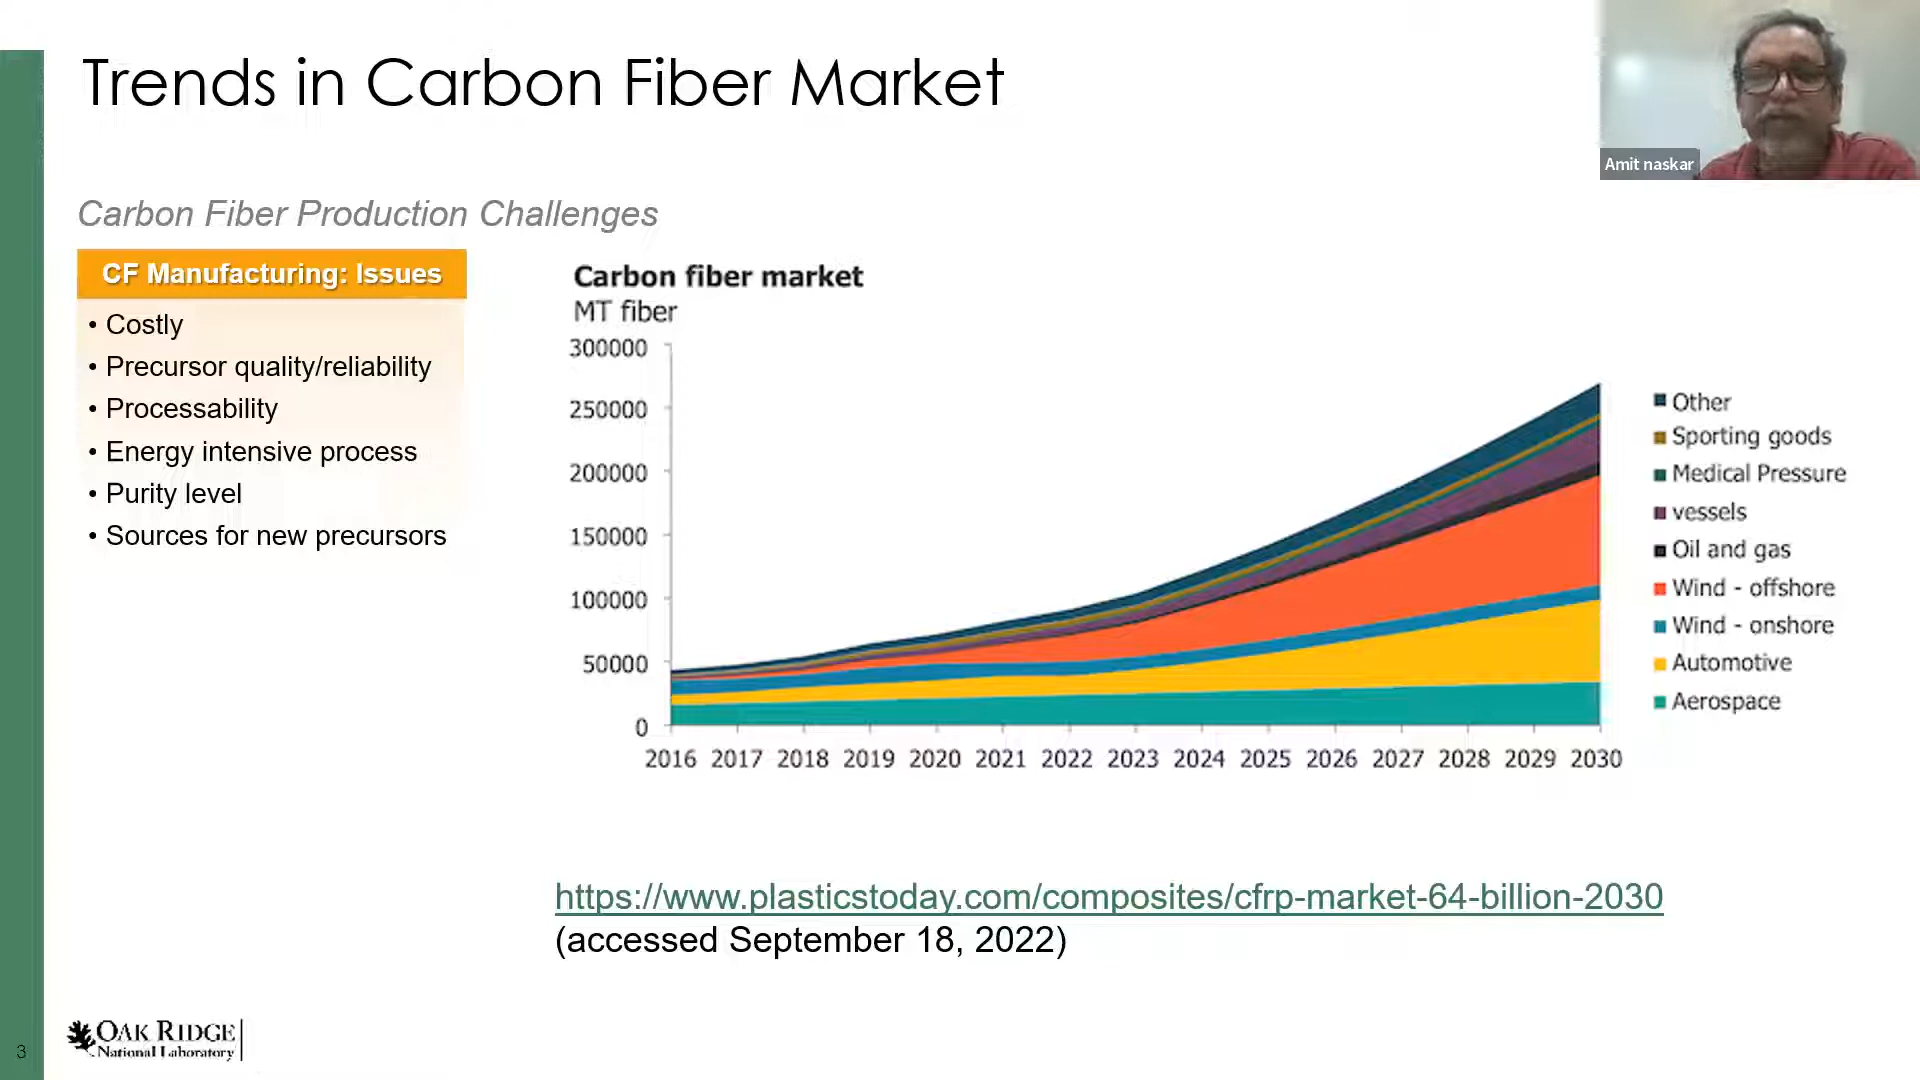 Trends in Carbon Fiber Market
Amit naskar
Carbon Fiber Production Challenges
CF Manufacturing: Issues
• Costly
• Precursor quality/reliability
• Processability
• Energy intensive process
• Purity level
• Sources for new precursors
Carbon fiber market
MT fiber
300000
250000
200000
150000
100000
50000
0
2016 2017 2018 2019 2020 2021 2022 2023 2024 2025 2026 2027 2028 2029 2030
Other
Sporting goods
Medical Pressure
vessels
Oil and gas
Wind - offshore
Wind - onshore
Automotive
Aerospace
https://www.plasticstoday.com/composites/cfrp-market-64-billion-2030
(accessed September 18, 2022)
OAK RIDGE
National Laboratory
3